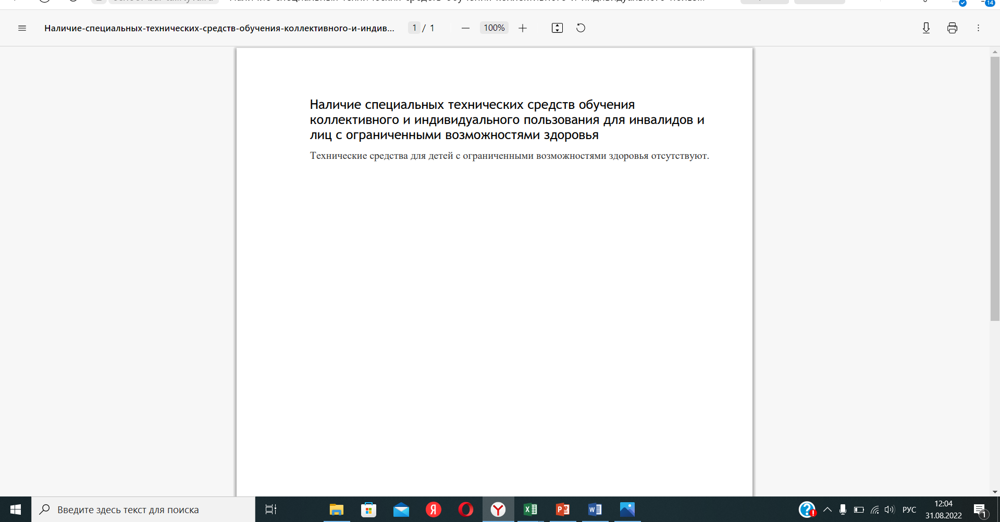 Наличие-специальных-технических-средств-обучения-коллективного-и-индив...
1 / 1
100%
Наличие специальных технических средств обучения
коллективного и индивидуального пользования для инвалидов и
лиц с ограниченными возможностями здоровья
Технические средства для детей с ограниченными возможностями здоровья отсутствуют.
Введите здесь текст для поиска
РУС
12:04
31.08.2022
14
1